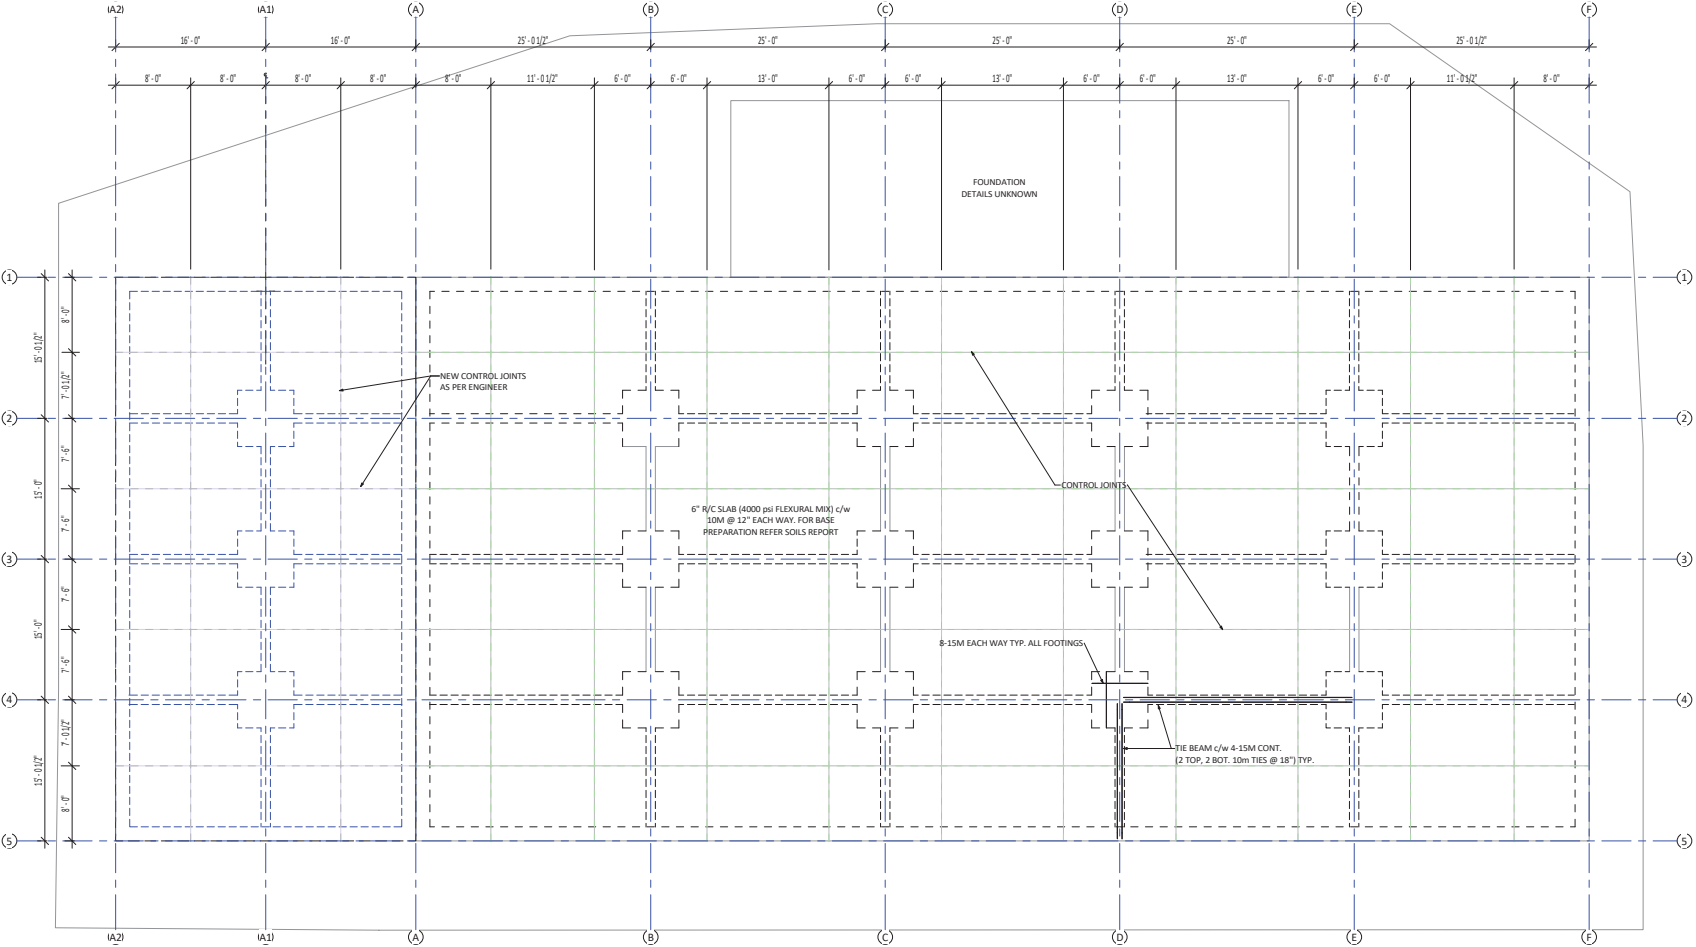 (A2) (A1) A B C D E F
16'-0" 16'-0" 25'-0 1/2" 25'-0" 25'-0" 25'-0" 25'-0 1/2"
8'-0" 8'-0" 8'-0" 8'-0" 8'-0" 11'-0 1/2" 6'-0" 6'-0" 13'-0" 6'-0" 6'-0" 13'-0" 6'-0" 6'-0" 13'-0" 6'-0" 6'-0" 11'-0 1/2" 8'-0"
FOUNDATION
DETAILS UNKNOWN
1 1
8'-0"
15'-0 1/2"
7'-0 1/2"
NEW CONTROL JOINTS
AS PER ENGINEER
2 2
7'-6"
15'-0"
7'-6"
CONTROL JOINTS
6" R/C SLAB (4000 psi FLEXURAL MIX) c/w
10M @ 12" EACH WAY. FOR BASE
PREPARATION REFER SOILS REPORT
3 3
7'-6"
15'-0"
7'-6"
8-15M EACH WAY TYP. ALL FOOTINGS
4 4
7'-0 1/2"
15'-0 1/2"
8'-0"
TIE BEAM c/w 4-15M CONT.
(2 TOP, 2 BOT. 10m TIES @ 18") TYP.
5 5
(A2) (A1) A B C D E F